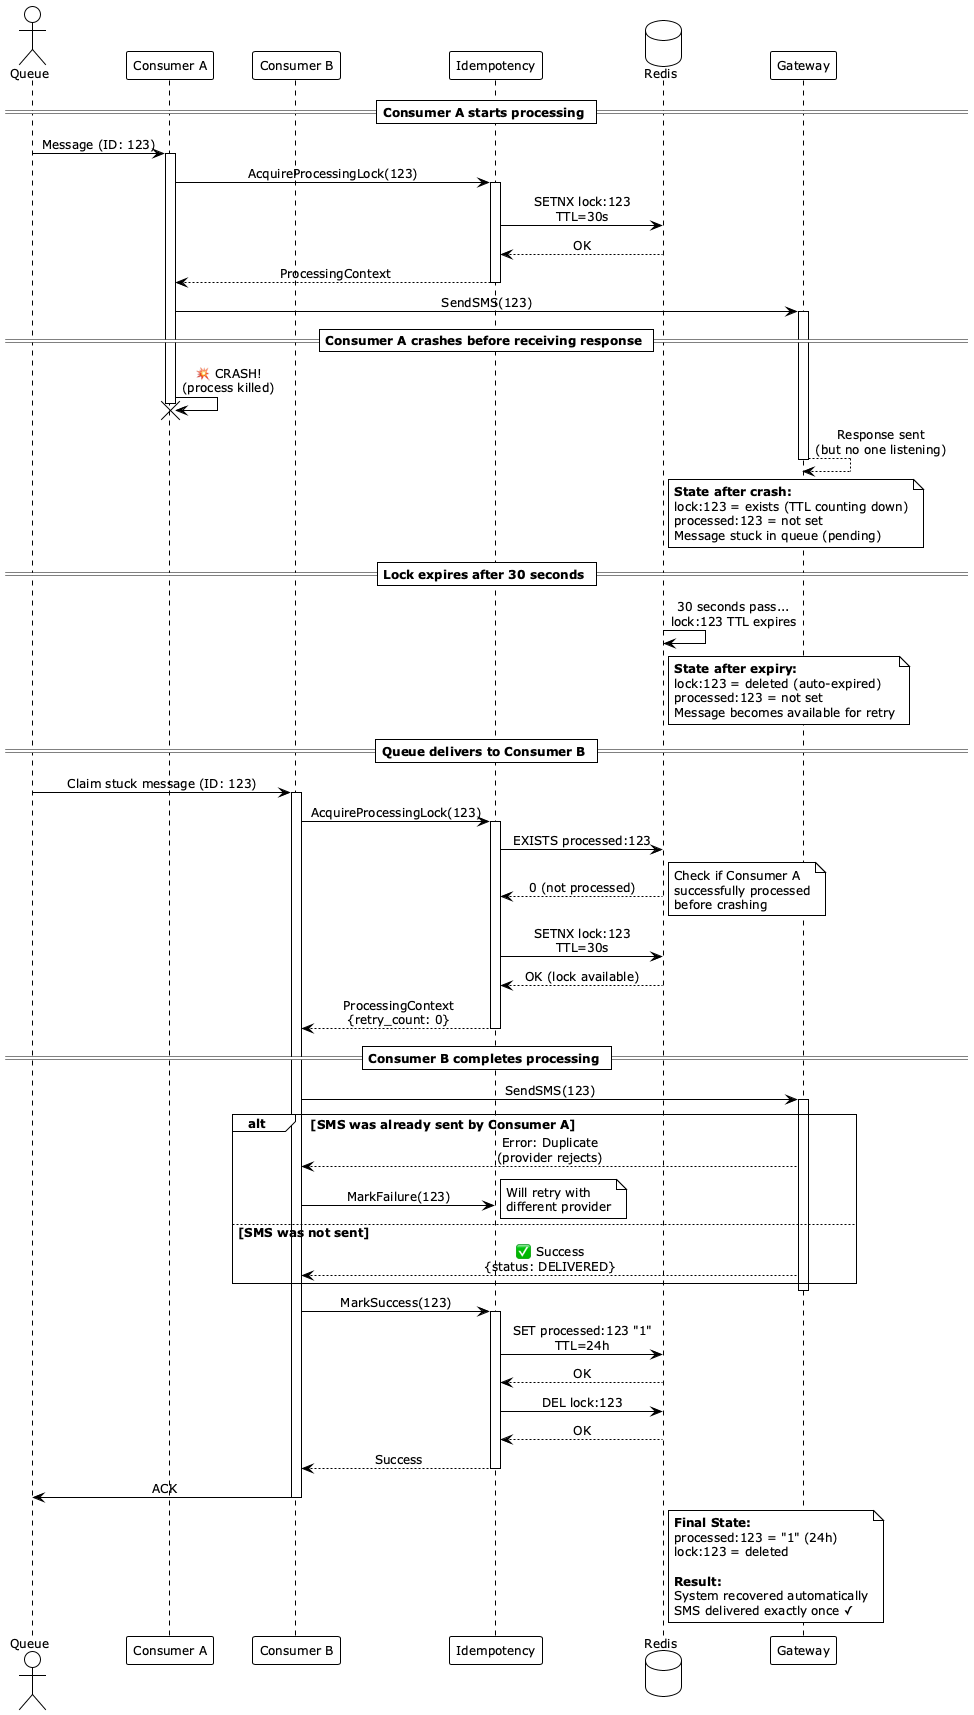 Queue
Consumer A
Consumer B
Idempotency
Redis
Gateway
Consumer A starts processing
Message (ID: 123)
AcquireProcessingLock(123)
SETNX lock:123
TTL=30s
OK
ProcessingContext
SendSMS(123)
Consumer A crashes before receiving response
💥 CRASH!
(process killed)
Response sent
(but no one listening)
State after crash:
lock:123 = exists (TTL counting down)
processed:123 = not set
Message stuck in queue (pending)
Lock expires after 30 seconds
30 seconds pass...
lock:123 TTL expires
State after expiry:
lock:123 = deleted (auto-expired)
processed:123 = not set
Message becomes available for retry
Queue delivers to Consumer B
Claim stuck message (ID: 123)
AcquireProcessingLock(123)
EXISTS processed:123
Check if Consumer A
successfully processed
before crashing
0 (not processed)
SETNX lock:123
TTL=30s
OK (lock available)
ProcessingContext
{retry_count: 0}
Consumer B completes processing
SendSMS(123)
alt
[SMS was already sent by Consumer A]
Error: Duplicate
(provider rejects)
MarkFailure(123)
Will retry with
different provider
[SMS was not sent]
✅ Success
{status: DELIVERED}
MarkSuccess(123)
SET processed:123 "1"
TTL=24h
OK
DEL lock:123
OK
Success
ACK
Final State:
processed:123 = "1" (24h)
lock:123 = deleted
Result:
System recovered automatically
SMS delivered exactly once ✓
Queue
Consumer A
Consumer B
Idempotency
Redis
Gateway